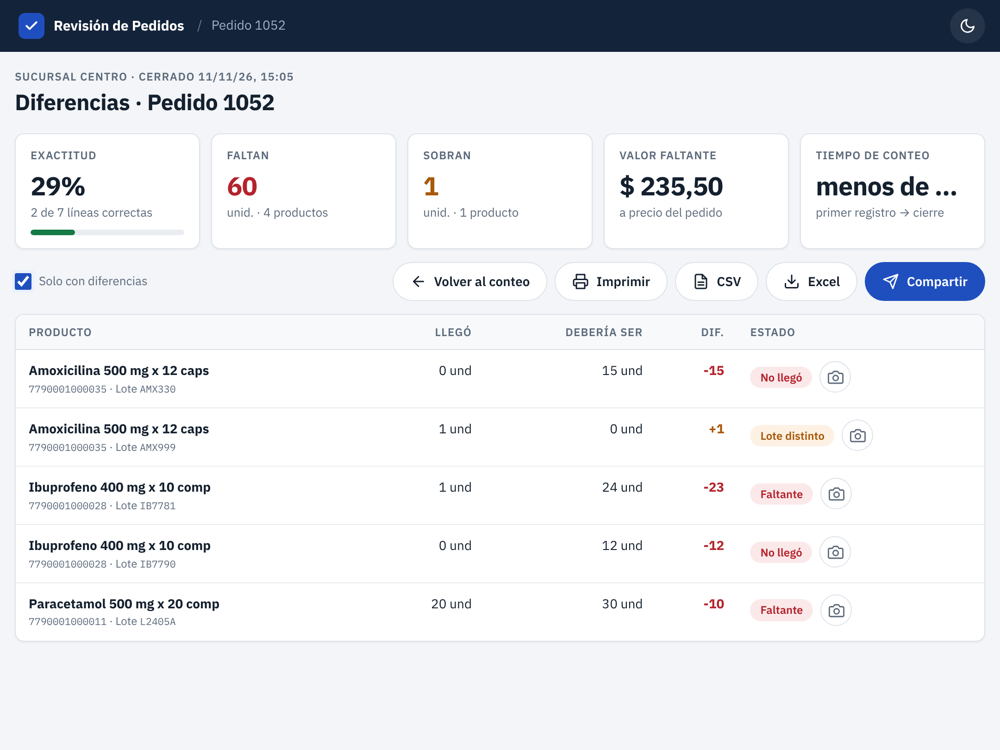 Revisión de Pedidos / Pedido 1052
SUCURSAL CENTRO · CERRADO 11/11/26, 15:05
Diferencias · Pedido 1052
EXACTITUD
29%
2 de 7 líneas correctas
FALTAN
60
unid. · 4 productos
SOBRAN
1
unid. · 1 producto
VALOR FALTANTE
$ 235,50
a precio del pedido
TIEMPO DE CONTEO
menos de ...
primer registro → cierre
Solo con diferencias
Volver al conteo
Imprimir
CSV
Excel
Compartir
PRODUCTO LLEGÓ DEBERÍA SER DIF. ESTADO
Amoxicilina 500 mg x 12 caps 0 und 15 und -15 No llegó
7790001000035 · Lote AMX330
Amoxicilina 500 mg x 12 caps 1 und 0 und +1 Lote distinto
7790001000035 · Lote AMX999
Ibuprofeno 400 mg x 10 comp 1 und 24 und -23 Faltante
7790001000028 · Lote IB7781
Ibuprofeno 400 mg x 10 comp 0 und 12 und -12 No llegó
7790001000028 · Lote IB7790
Paracetamol 500 mg x 20 comp 20 und 30 und -10 Faltante
7790001000011 · Lote L2405A